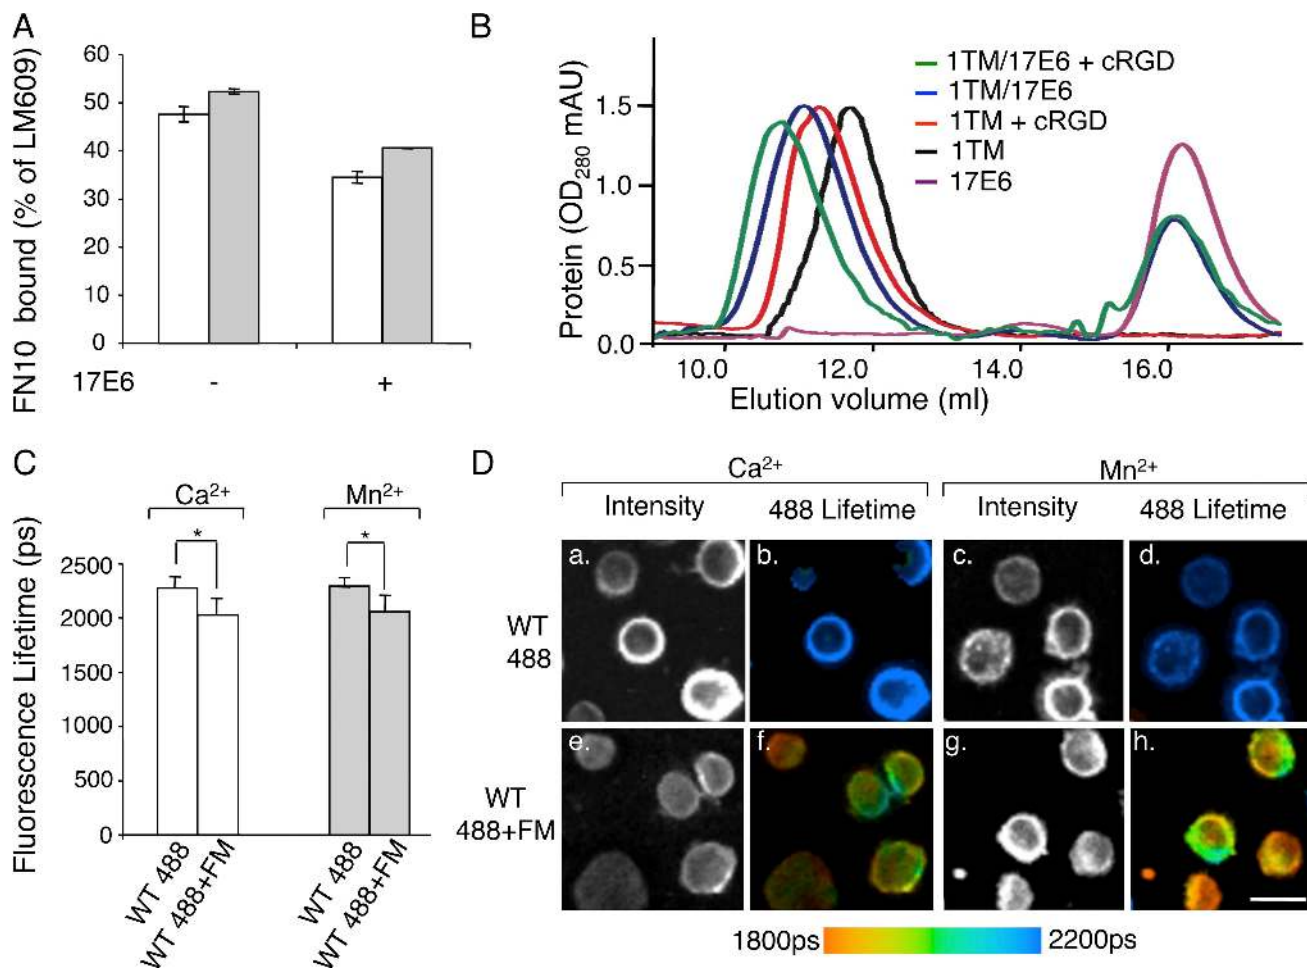 A
FN10 bound (% of LM609)
60
50
40
30
20
10
0
17E6
-
+
B
Protein (OD280 mAU)
1.5
1.0
0.5
0.0
10.0
12.0
14.0
16.0
Elution volume (ml)
1TM/17E6 + cRGD
1TM/17E6
1TM + cRGD
1TM
17E6
C
Ca2+
Mn2+
*
*
Fluorescence Lifetime (ps)
2500
2000
1500
1000
500
0
WT 488
WT 488+FM
WT 488
WT 488+FM
D
Ca2+
Mn2+
Intensity
488 Lifetime
Intensity
488 Lifetime
WT
488
a.
b.
c.
d.
WT
488+FM
e.
f.
g.
h.
1800ps
2200ps